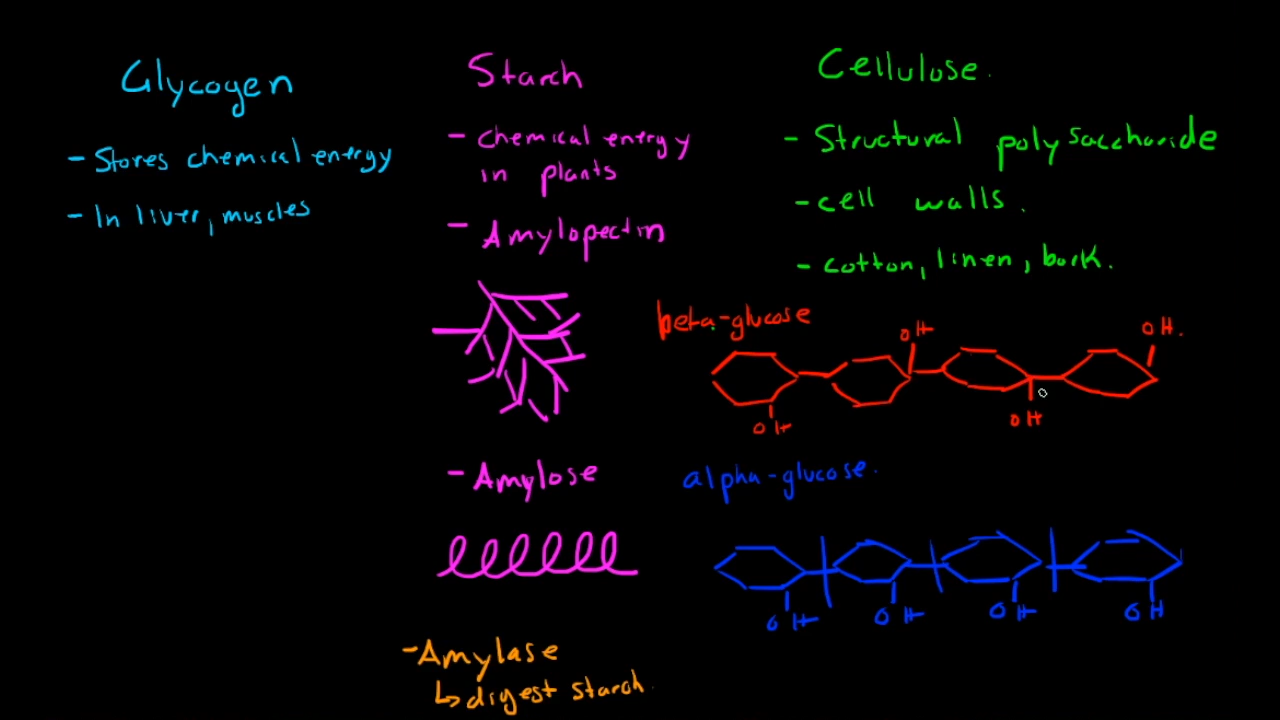 Glycogen
- Stores chemical energy
- In liver, muscles
Starch
- Chemical energy
in plants
- Amylopectin
- Amylose
- Amylase
↳ digest starch.
Cellulose.
- Structural polysaccharide
- cell walls.
- cotton, linen, bark.
beta-glucose
OH
OH.
OH
OH
alpha-glucose.
OH
OH
OH
OH